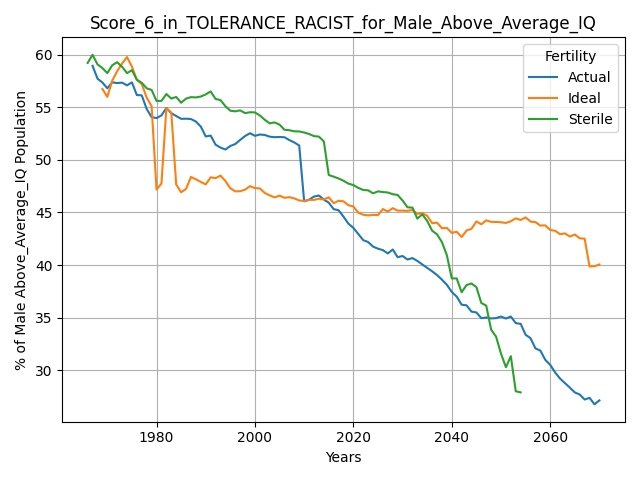 Score_6_in_TOLERANCE_RACIST_for_Male_Above_Average_IQ
% of Male Above_Average_IQ Population
60
55
50
45
40
35
30
Fertility
Actual
Ideal
Sterile
1980
2000
2020
2040
2060
Years